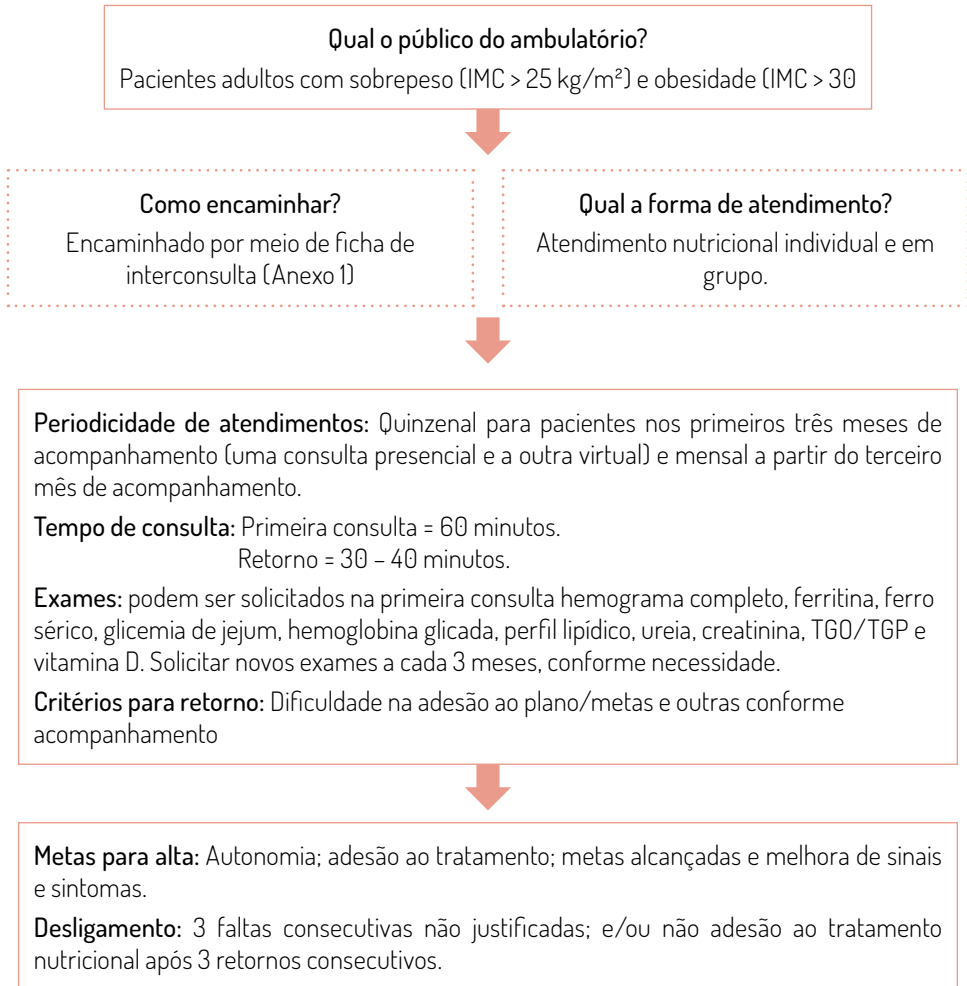 Qual o público do ambulatório?
Pacientes adultos com sobrepeso (IMC > 25 kg/m²) e obesidade (IMC > 30
Como encaminhar?
Encaminhado por meio de ficha de
interconsulta (Anexo 1)
Qual a forma de atendimento?
Atendimento nutricional individual e em
grupo.
Periodicidade de atendimentos: Quinzenal para pacientes nos primeiros três meses de
acompanhamento (uma consulta presencial e a outra virtual) e mensal a partir do terceiro
mês de acompanhamento.
Tempo de consulta: Primeira consulta = 60 minutos.
Retorno = 30 – 40 minutos.
Exames: podem ser solicitados na primeira consulta hemograma completo, ferritina, ferro
sérico, glicemia de jejum, hemoglobina glicada, perfil lipídico, ureia, creatinina, TGO/TGP e
vitamina D. Solicitar novos exames a cada 3 meses, conforme necessidade.
Critérios para retorno: Dificuldade na adesão ao plano/metas e outras conforme
acompanhamento
Metas para alta: Autonomia; adesão ao tratamento; metas alcançadas e melhora de sinais
e sintomas.
Desligamento: 3 faltas consecutivas não justificadas; e/ou não adesão ao tratamento
nutricional após 3 retornos consecutivos.